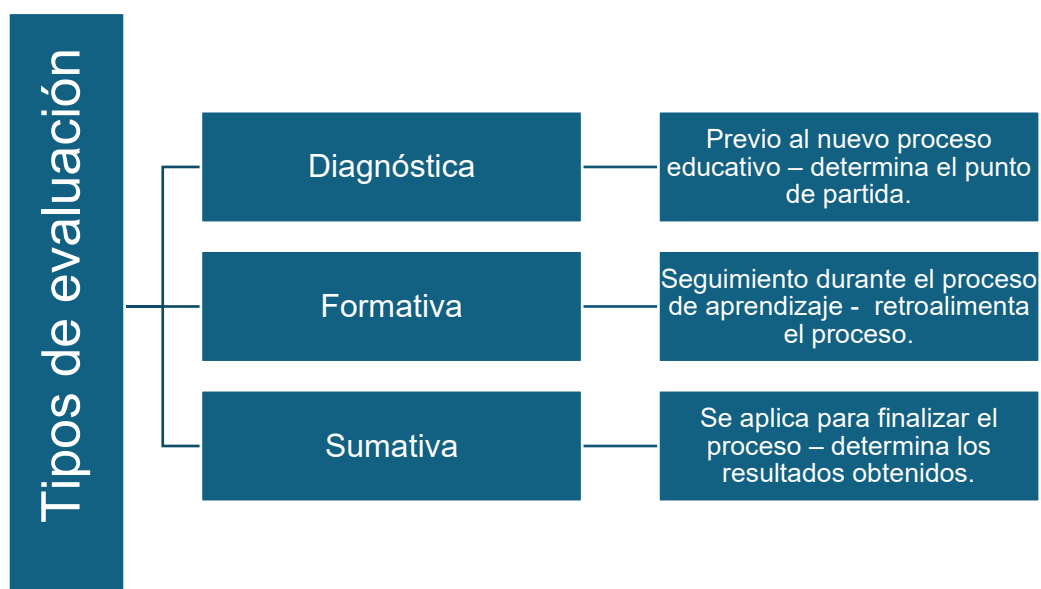 Tipos de evaluación
Diagnóstica
Previo al nuevo proceso
educativo – determina el punto
de partida.
Formativa
Seguimiento durante el proceso
de aprendizaje -  retroalimenta
el proceso.
Sumativa
Se aplica para finalizar el
proceso – determina los
resultados obtenidos.